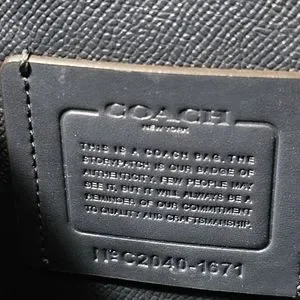 COACH
NEW YORK
THIS IS A COACH BAG. THE
STORYPATCH IS OUR BADGE OF
AUTHENTICITY. FEW PEOPLE MAY
SEE IT, BUT IT WILL ALWAYS BE A
REMINDER OF OUR COMMITMENT
TO QUALITY AND CRAFTSMANSHIP.
Nº C2040-1671